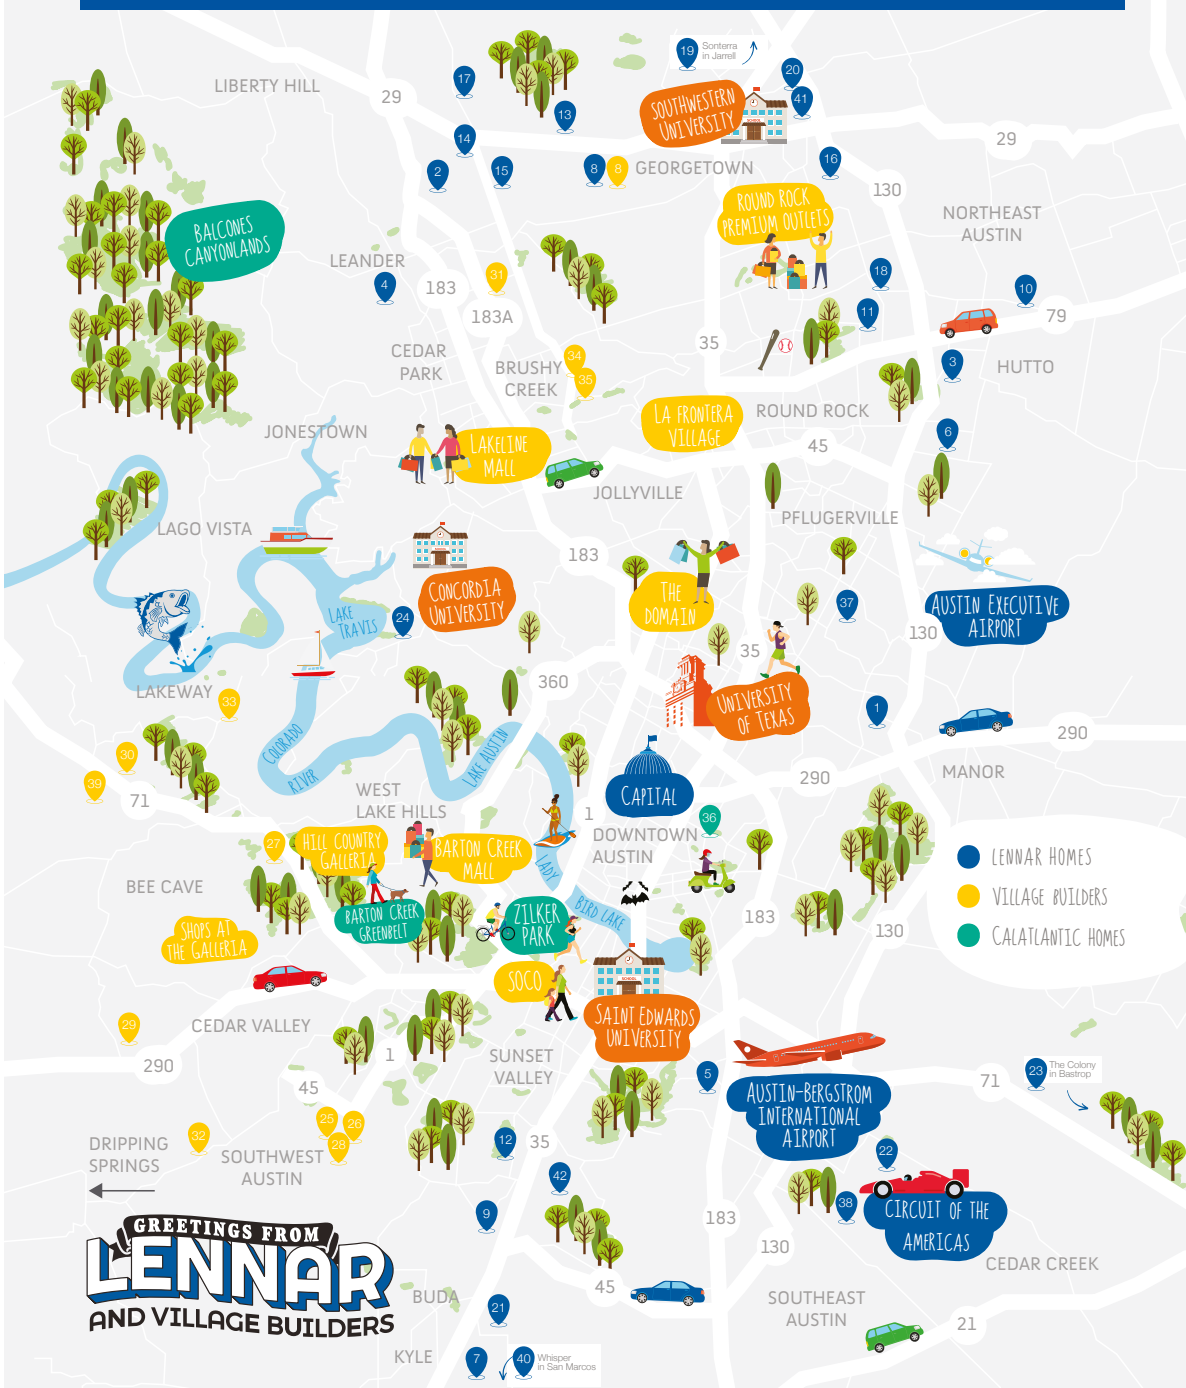 19
Sonterra
in Jarrell
20
17
LIBERTY HILL
29
41
SOUTHWESTERN
UNIVERSITY
SCHOOL
13
14
29
2
15
8
8
GEORGETOWN
16
130
ROUND ROCK
PREMIUM OUTLETS
NORTHEAST
AUSTIN
BALCONES
CANYONLANDS
LEANDER
4
183
31
183A
18
10
11
79
35
CEDAR
PARK
BRUSHY
CREEK
34
35
3
HUTTO
LA FRONTERA
VILLAGE
ROUND ROCK
JONESTOWN
LAKELINE
MALL
45
6
JOLLYVILLE
PFLUGERVILLE
LAGO VISTA
SCHOOL
183
CONCORDIA
UNIVERSITY
THE
DOMAIN
37
AUSTIN EXECUTIVE
AIRPORT
LAKE
TRAVIS
24
130
35
LAKEWAY
33
360
UNIVERSITY
OF TEXAS
1
290
COLORADO
RIVER
LAKE AUSTIN
30
39
71
WEST
LAKE HILLS
CAPITAL
290
MANOR
1
DOWNTOWN
AUSTIN
36
27
HILL COUNTRY
GALLERIA
BARTON CREEK
MALL
LADY
BIRD LAKE
LENNAR HOMES
VILLAGE BUILDERS
CALATLANTIC HOMES
BEE CAVE
BARTON CREEK
GREENBELT
ZILKER
PARK
183
130
SHOPS AT
THE GALLERIA
SOCO
SCHOOL
SAINT EDWARDS
UNIVERSITY
29
CEDAR VALLEY
290
1
45
SUNSET
VALLEY
5
AUSTIN-BERGSTROM
INTERNATIONAL
AIRPORT
71
23
The Colony
in Bastrop
32
25
26
28
DRIPPING
SPRINGS
SOUTHWEST
AUSTIN
12
35
42
22
9
38
CIRCUIT OF THE
AMERICAS
183
130
CEDAR CREEK
GREETINGS FROM
LENNAR
AND VILLAGE BUILDERS
BUDA
21
45
SOUTHEAST
AUSTIN
21
KYLE
7
40
Whisper
in San Marcos